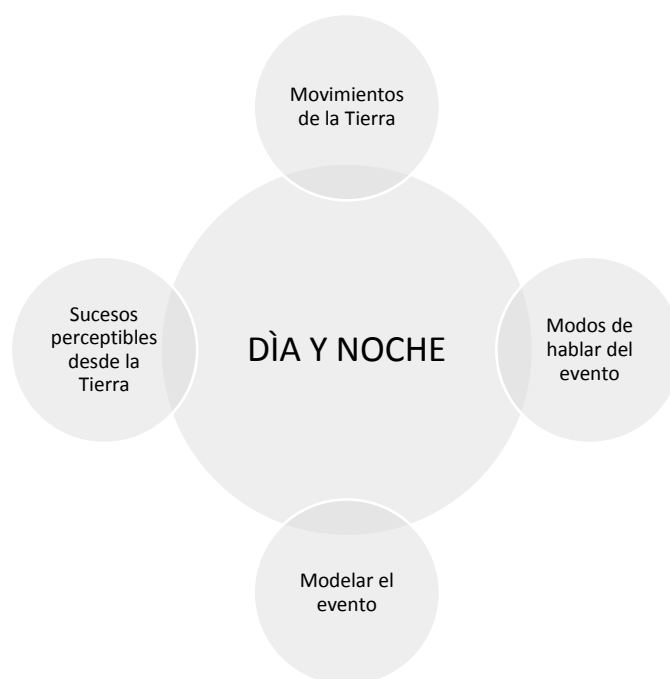 Movimientos
de la Tierra
Sucesos
perceptibles
desde la
Tierra
DÌA Y NOCHE
Modos de
hablar del
evento
Modelar el
evento